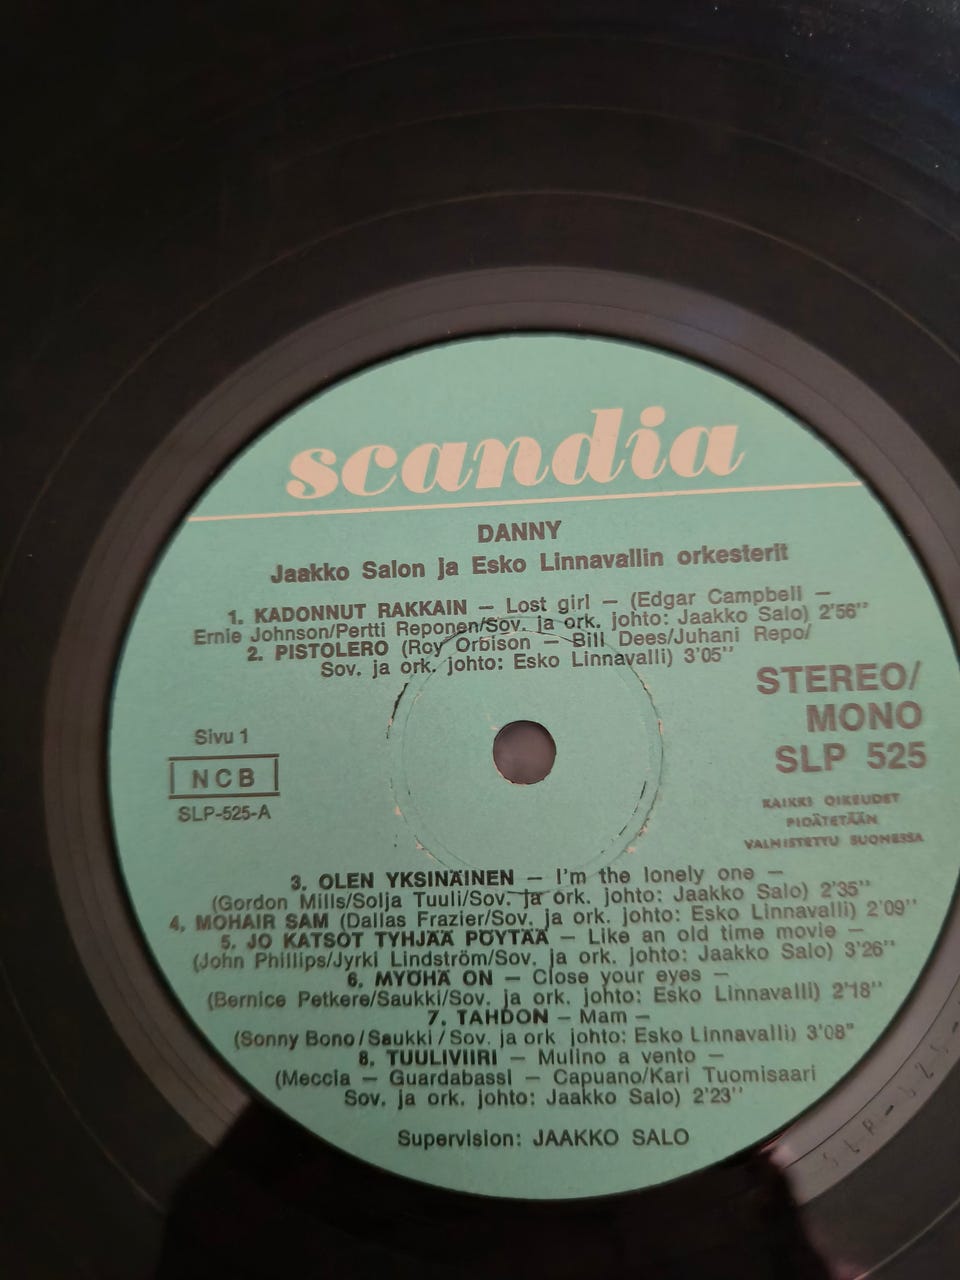 scandia
DANNY
Jaakko Salon ja Esko Linnavallin orkesterit
1. KADONNUT RAKKAIN — Lost girl — (Edgar Campbell —
Ernie Johnson/Pertti Reponen/Sov. ja ork. johto: Jaakko Salo) 2'56''
2. PISTOLERO (Roy Orbison — Bill Dees/Juhani Repo/
Sov. ja ork. johto: Esko Linnavalli) 3'05''
STEREO/
MONO
SLP 525
Sivu 1
NCB
SLP-525-A
KAIKKI OIKEUDET
PIDÄTETÄÄN
VALMISTETTU SUOMESSA
3. OLEN YKSINÄINEN — I'm the lonely one —
(Gordon Mills/Solja Tuuli/Sov. ja ork. johto: Jaakko Salo) 2'35''
4. MOHAIR SAM (Dallas Frazier/Sov. ja ork. johto: Esko Linnavalli) 2'09''
5. JO KATSOT TYHJÄÄ PÖYTÄÄ — Like an old time movie —
(John Phillips/Jyrki Lindström/Sov. ja ork. johto: Jaakko Salo) 3'26''
6. MYÖHÄ ON — Close your eyes —
(Bernice Petkere/Saukki/Sov. ja ork. johto: Esko Linnavalli) 2'18''
7. TAHDON — Mam —
(Sonny Bono/Saukki/Sov. ja ork johto: Esko Linnavalli) 3'08"
8. TUULIVIIRI — Mulino a vento —
(Meccia — Guardabassi — Capuano/Kari Tuomisaari
Sov. ja ork. johto: Jaakko Salo) 2'23''
Supervision: JAAKKO SALO